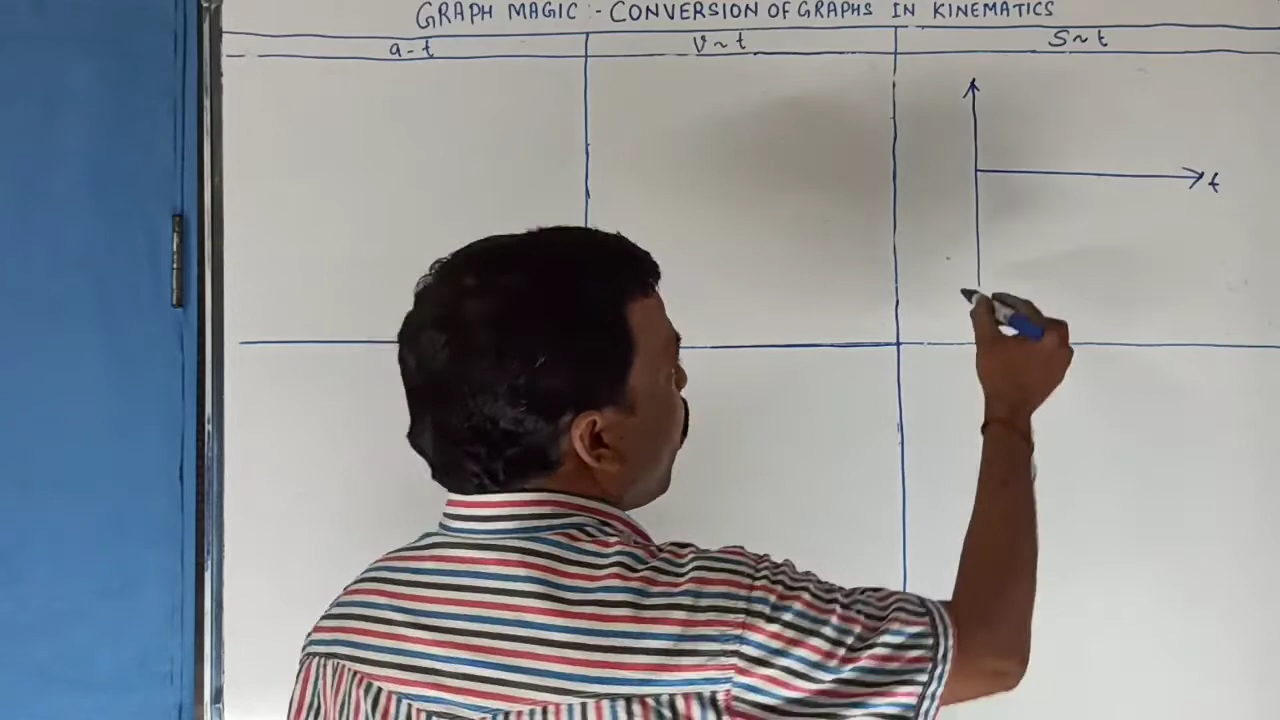 GRAPH MAGIC :- CONVERSION OF GRAPHS IN KINEMATICS
a - t
v ~ t
S ~ t
t